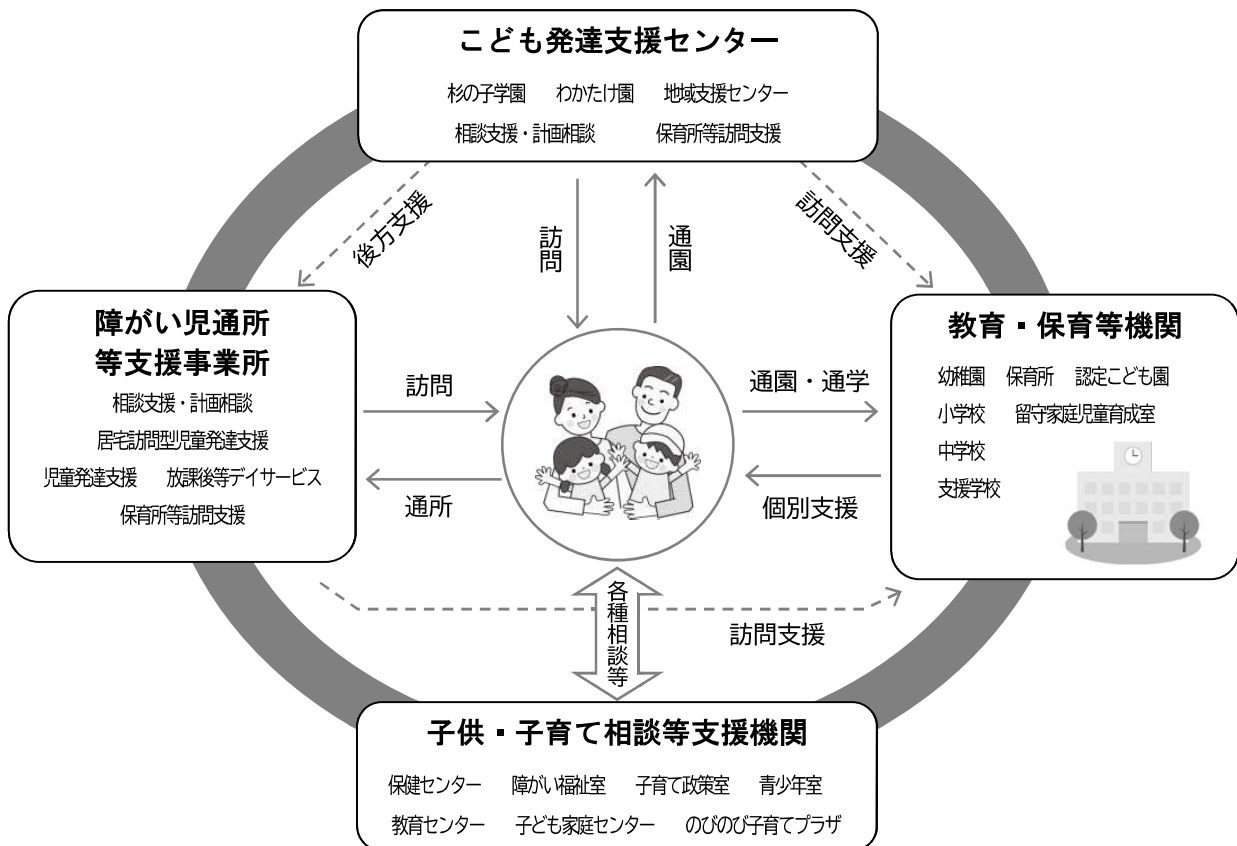 こども発達支援センター
杉の子学園 わかたけ園 地域支援センター
相談支援・計画相談 保育所等訪問支援
後方支援
訪問
通園
訪問支援
障がい児通所
等支援事業所
相談支援・計画相談
居宅訪問型児童発達支援
児童発達支援 放課後等デイサービス
保育所等訪問支援
訪問
通所
通園・通学
個別支援
教育・保育等機関
幼稚園 保育所 認定こども園
小学校 留守家庭児童育成室
中学校
支援学校
各種相談等
訪問支援
子供・子育て相談等支援機関
保健センター 障がい福祉室 子育て政策室 青少年室
教育センター 子ども家庭センター のびのび子育てプラザ